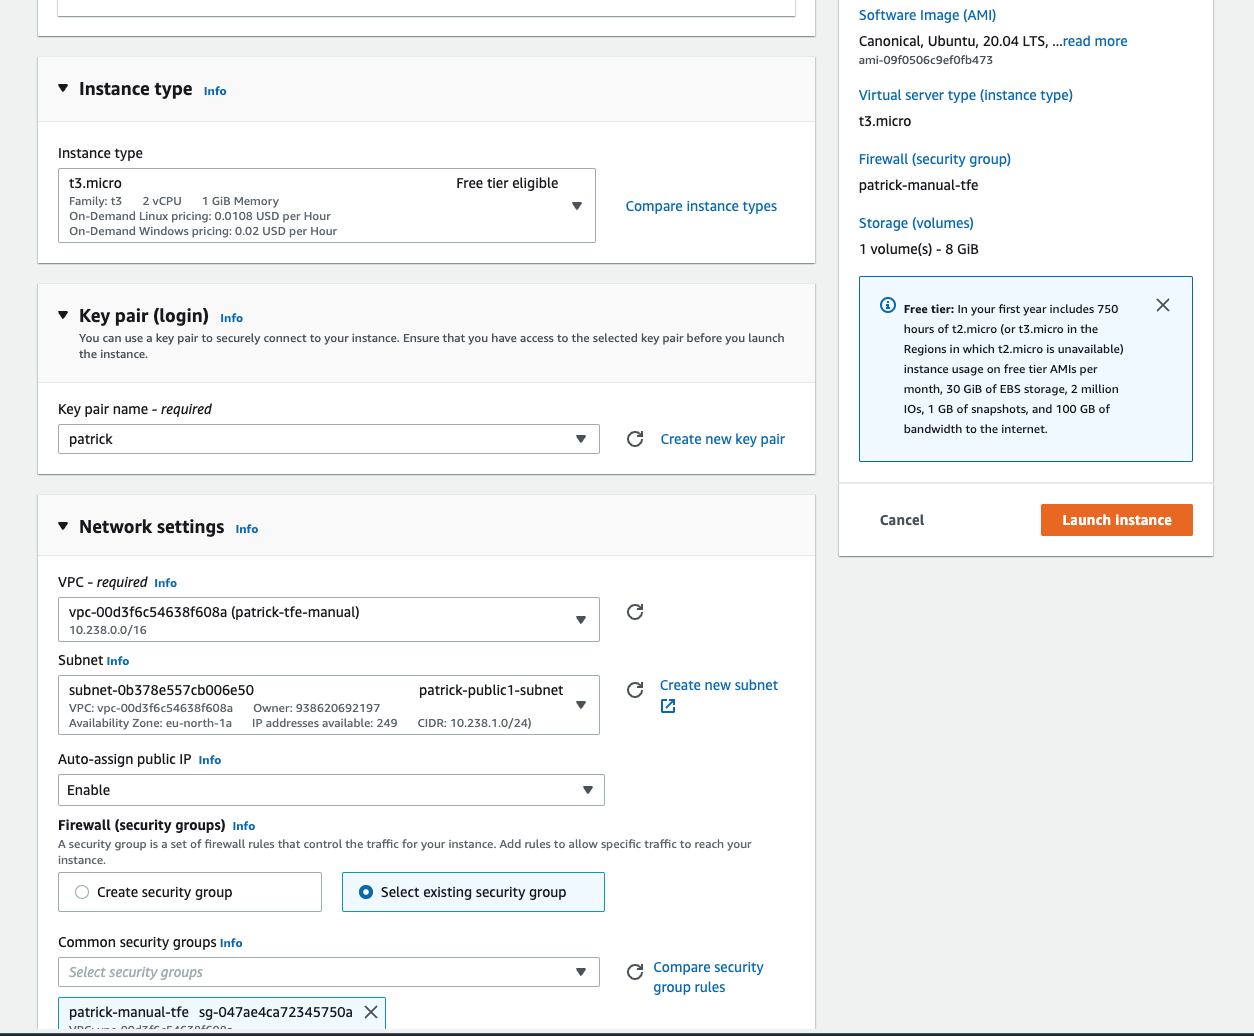 Instance type Info
Instance type
t3.micro Free tier eligible
Family: t3 2 vCPU 1 GiB Memory
On-Demand Linux pricing: 0.0108 USD per Hour
On-Demand Windows pricing: 0.02 USD per Hour
Compare instance types
Key pair (login) Info
You can use a key pair to securely connect to your instance. Ensure that you have access to the selected key pair before you launch
the instance.
Key pair name - required
patrick
Create new key pair
Network settings Info
VPC - required Info
vpc-00d3f6c54638f608a (patrick-tfe-manual)
10.238.0.0/16
Subnet Info
subnet-0b378e557cb006e50 patrick-public1-subnet
VPC: vpc-00d3f6c54638f608a Owner: 938620692197
Availability Zone: eu-north-1a IP addresses available: 249 CIDR: 10.238.1.0/24)
Create new subnet
Auto-assign public IP Info
Enable
Firewall (security groups) Info
A security group is a set of firewall rules that control the traffic for your instance. Add rules to allow specific traffic to reach your
instance.
Create security group
Select existing security group
Common security groups Info
Select security groups
Compare security
group rules
patrick-manual-tfe sg-047ae4ca72345750a
VPC: vpc-00d3f6c54638f608a
Software Image (AMI)
Canonical, Ubuntu, 20.04 LTS, ...read more
ami-09f0506c9ef0fb473
Virtual server type (instance type)
t3.micro
Firewall (security group)
patrick-manual-tfe
Storage (volumes)
1 volume(s) - 8 GiB
Free tier: In your first year includes 750
hours of t2.micro (or t3.micro in the
Regions in which t2.micro is unavailable)
instance usage on free tier AMIs per
month, 30 GiB of EBS storage, 2 million
IOs, 1 GB of snapshots, and 100 GB of
bandwidth to the internet.
Cancel
Launch instance